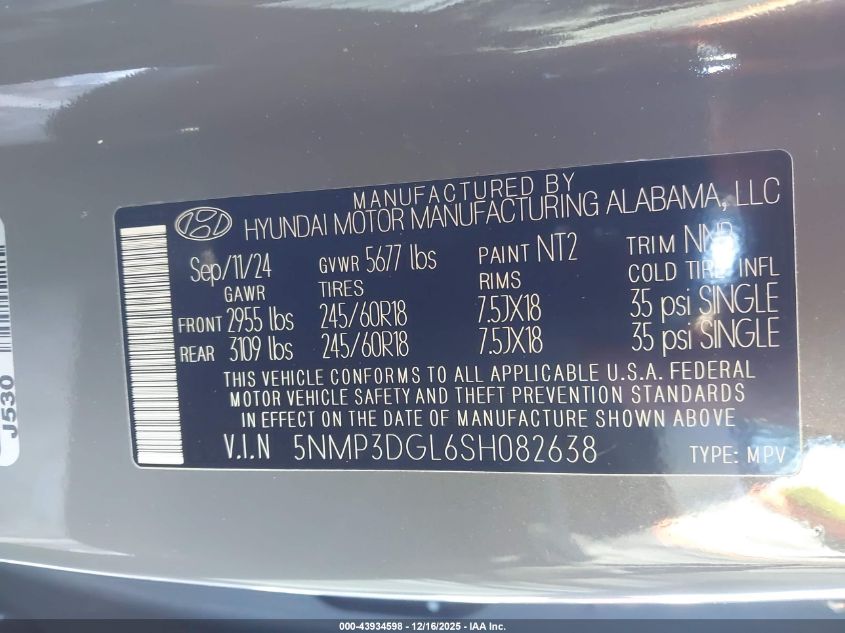 MANUFACTURED BY
HYUNDAI MOTOR MANUFACTURING ALABAMA, LLC
Sep/11/24 GVWR 5677 lbs PAINT NT2 TRIM NNB
GAWR TIRES RIMS COLD TIRE INFL
FRONT 2955 lbs 245/60R18 7.5JX18 35 psi SINGLE
REAR 3109 lbs 245/60R18 7.5JX18 35 psi SINGLE
THIS VEHICLE CONFORMS TO ALL APPLICABLE U.S.A. FEDERAL
MOTOR VEHICLE SAFETY AND THEFT PREVENTION STANDARDS
IN EFFECT ON THE DATE OF MANUFACTURE SHOWN ABOVE
V.I.N 5NMP3DGL6SH082638 TYPE: MPV
J530
000-43934598 - 12/16/2025 - IAA Inc.